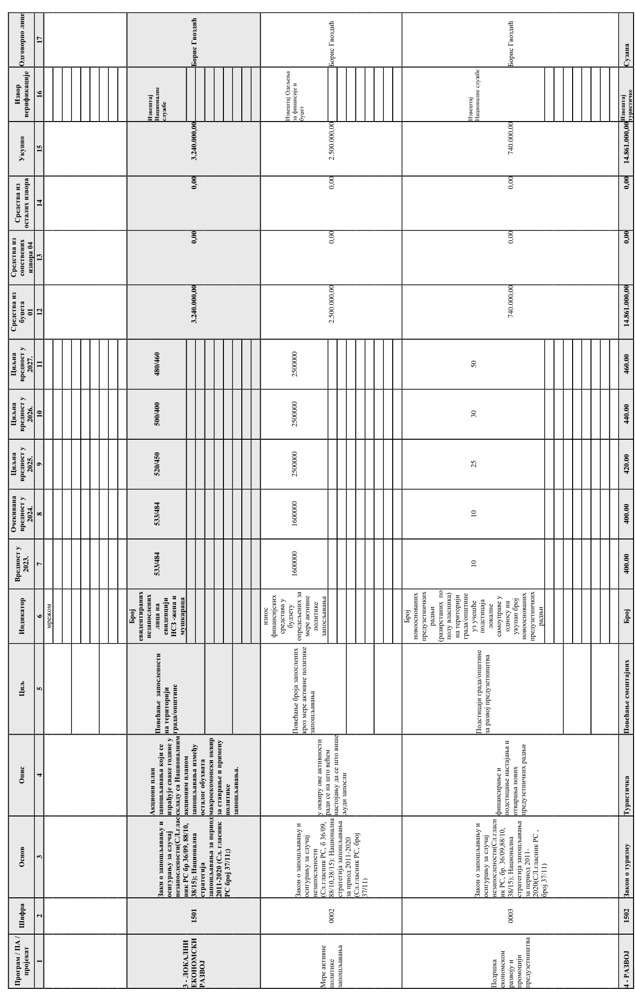 Програм / ПА /
пројекат
Шифра
Основ
Опис
Циљ
Индикатор
Вредност у
2023.
Очекивана
вредност у
2024.
Циљна
вредност у
2025.
Циљна
вредност у
2026.
Циљна
вредност у
2027.
Средства из
буџета
01
Средства из
сопствених
извора 04
Средства из
осталих извора
Укупно
Извор
верификације
Одговорно лице
1
2
3
4
5
6
7
8
9
10
11
12
13
14
15
16
17
мрежом
3 - ЛОКАЛНИ
ЕКОНОМСКИ
РАЗВОЈ
1501
Закн о запошљавању и
осигурању за случај
незапослености(СЛ.глас
ник РС бр 36/09, 88/10,
38/15); Национална
стратегија
запошљавања за период
2011-2020 (Сл. гласник
РС број 37/11;)
Акциони план
запошљавања који се
израђује сваке године у
складу са Националним
акционим планом
запошљавања између
осталог обухвата
макроекомонски оквир
за ставрање и примену
политике
запошљавања.
Повећање  запослености
на територији
града/општине
Број
евидентираних
незапослених
лица на
евиденцији
НСЗ -жена и
мушкараца
533/484
533/484
520/450
500/400
480/460
3.240.000,00
0,00
0,00
3.240.000,00
Извештај
Националне
службе
Борис Гвоздић
Мере активне
политике
запошљавања
0002
Закон о запошљавању и
осигурању за случај
незапослености
(Сл.гласник РС, б 36/09,
88/10,38/15); Национална
стратегија запошљавања
за приод 2011-2020
(Сл.гласник РС, број
37/11)
у оквиру ове активности
ради се на што већем
настојању да се што више
људи запосли
Повећање броја запослених
кроз мере активне политике
запошљавања
износ
финансијских
средстава у
будзету
опредељених за
мере активне
политике
запосљавања
1600000
1600000
2500000
2500000
2500000
2.500.000,00
0,00
0,00
2.500.000,00
Извештај Одељења
за финансије и
буџет
Борис Гвоздић
Подршка
економском
развоју и
промоцији
предузетништва
0003
Закон о запошљавању и
осигурању за случај
незапослености(Сл.гласн
ик РС, бр. 36/09,88/10,
38/15); Национална
стратегија запошљавања
за период 2011-
2020(СЛ.гласник РС ,
број 37/11)
финансирање и
подстицање настајања и
отварања нових
предузетничких радњи
Подстицаји града/општине
за развој предузетништва
Број
новооснованих
предузетничких
радњи
(разврстаних  по
полу власника)
на територији
града/општине
уз учешће
подстицаја
локалне
самоуправе у
односу на
укупан број
новооснованих
предузетничких
радњи
10
10
25
30
50
740.000,00
0,00
0,00
740.000,00
Извештај
Националне службе
Борис Гвоздић
4 - РАЗВОЈ
1502
Закон о туризму
Туристичка
Повећање смештајних
Број
400.00
400.00
420.00
440.00
460.00
14.861.000,00
0,00
0,00
14.861.000,00
Извештај
туристичке
Сузана